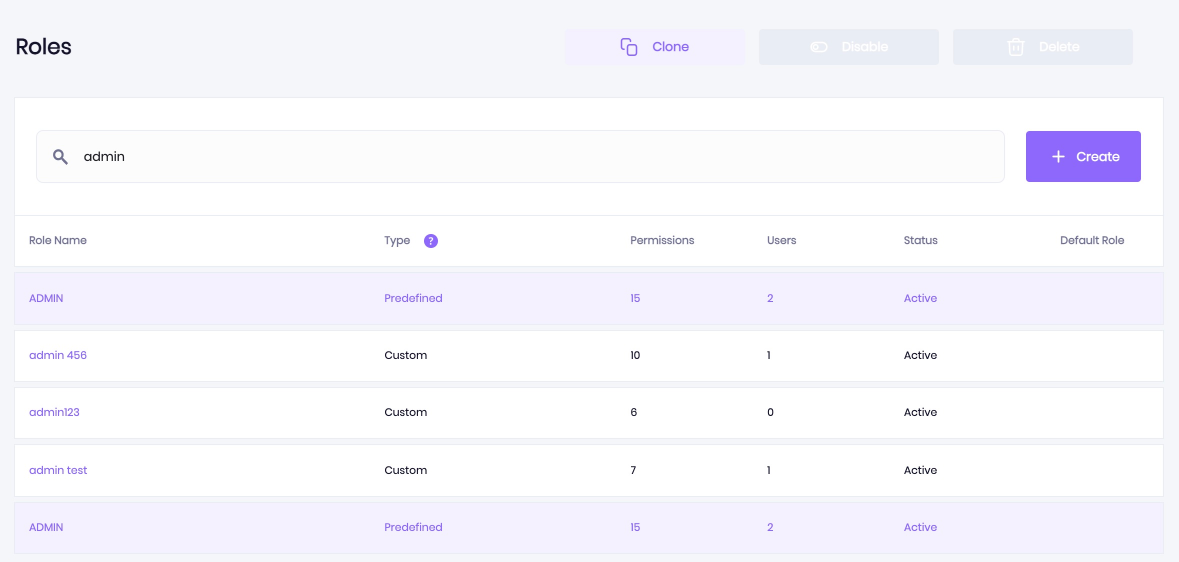 Roles
Clone
Disable
Delete
admin
Create
Role Name Type ? Permissions Users Status Default Role
ADMIN Predefined 15 2 Active
admin 456 Custom 10 1 Active
admin123 Custom 6 0 Active
admin test Custom 7 1 Active
ADMIN Predefined 15 2 Active